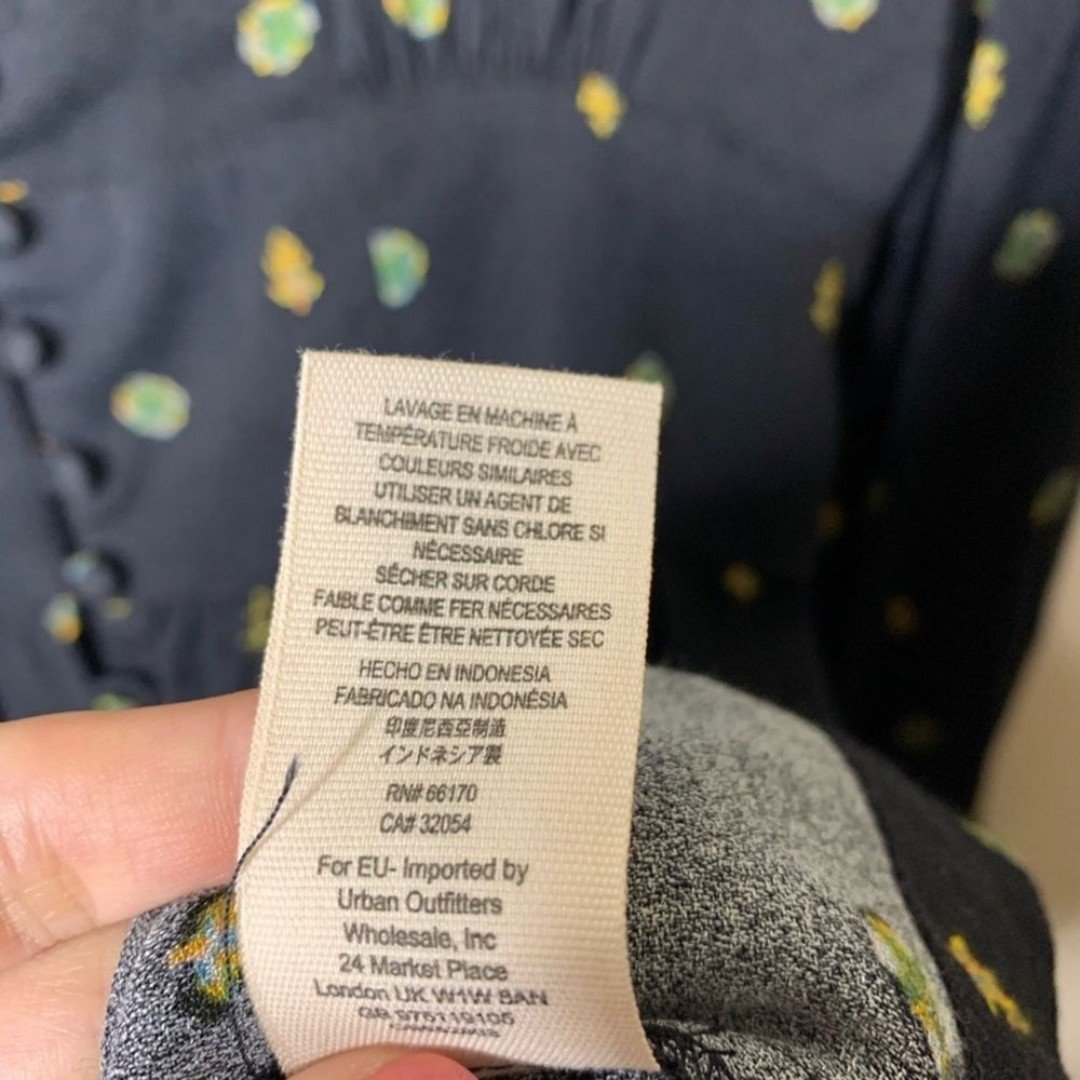 LAVAGE EN MACHINE À
TEMPÉRATURE FROIDE AVEC
COULEURS SIMILAIRES
UTILISER UN AGENT DE
BLANCHIMENT SANS CHLORE SI
NÉCESSAIRE
SÉCHER SUR CORDE
FAIBLE COMME FER NÉCESSAIRES
PEUT-ÊTRE ÊTRE NETTOYÉE SEC
HECHO EN INDONESIA
FABRICADO NA INDONÉSIA
印度尼西亞制造
インドネシア製
RN# 66170
CA# 32054
For EU- Imported by
Urban Outfitters
Wholesale, Inc
24 Market Place
London UK W1W 8AN
GB 975119105